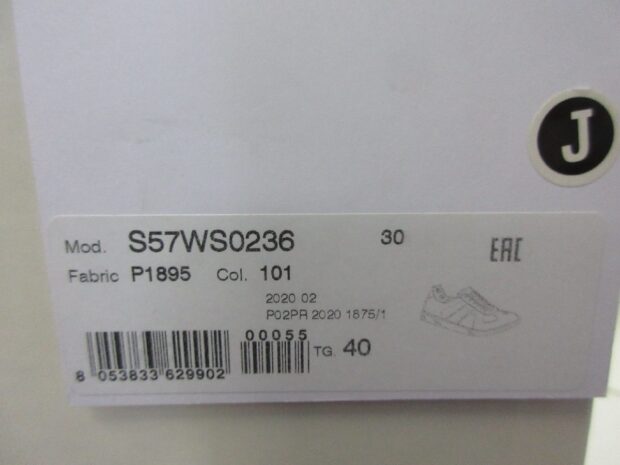 J
Mod. S57WS0236 30 EAC
Fabric P1895 Col. 101
2020 02
P02PR 2020 1875/1
00055
TG. 40
8 053833 629902